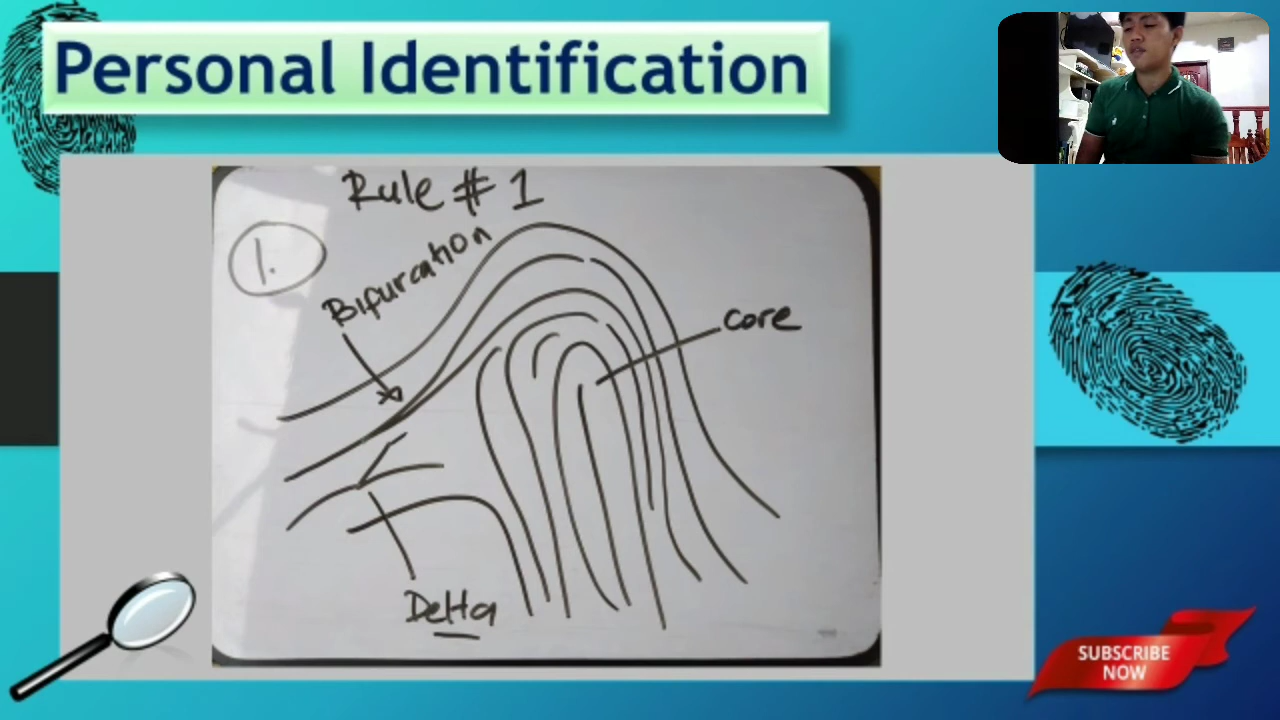 Personal Identification
Rule # 1
1.
Bifurcation
core
Delta
SUBSCRIBE
NOW